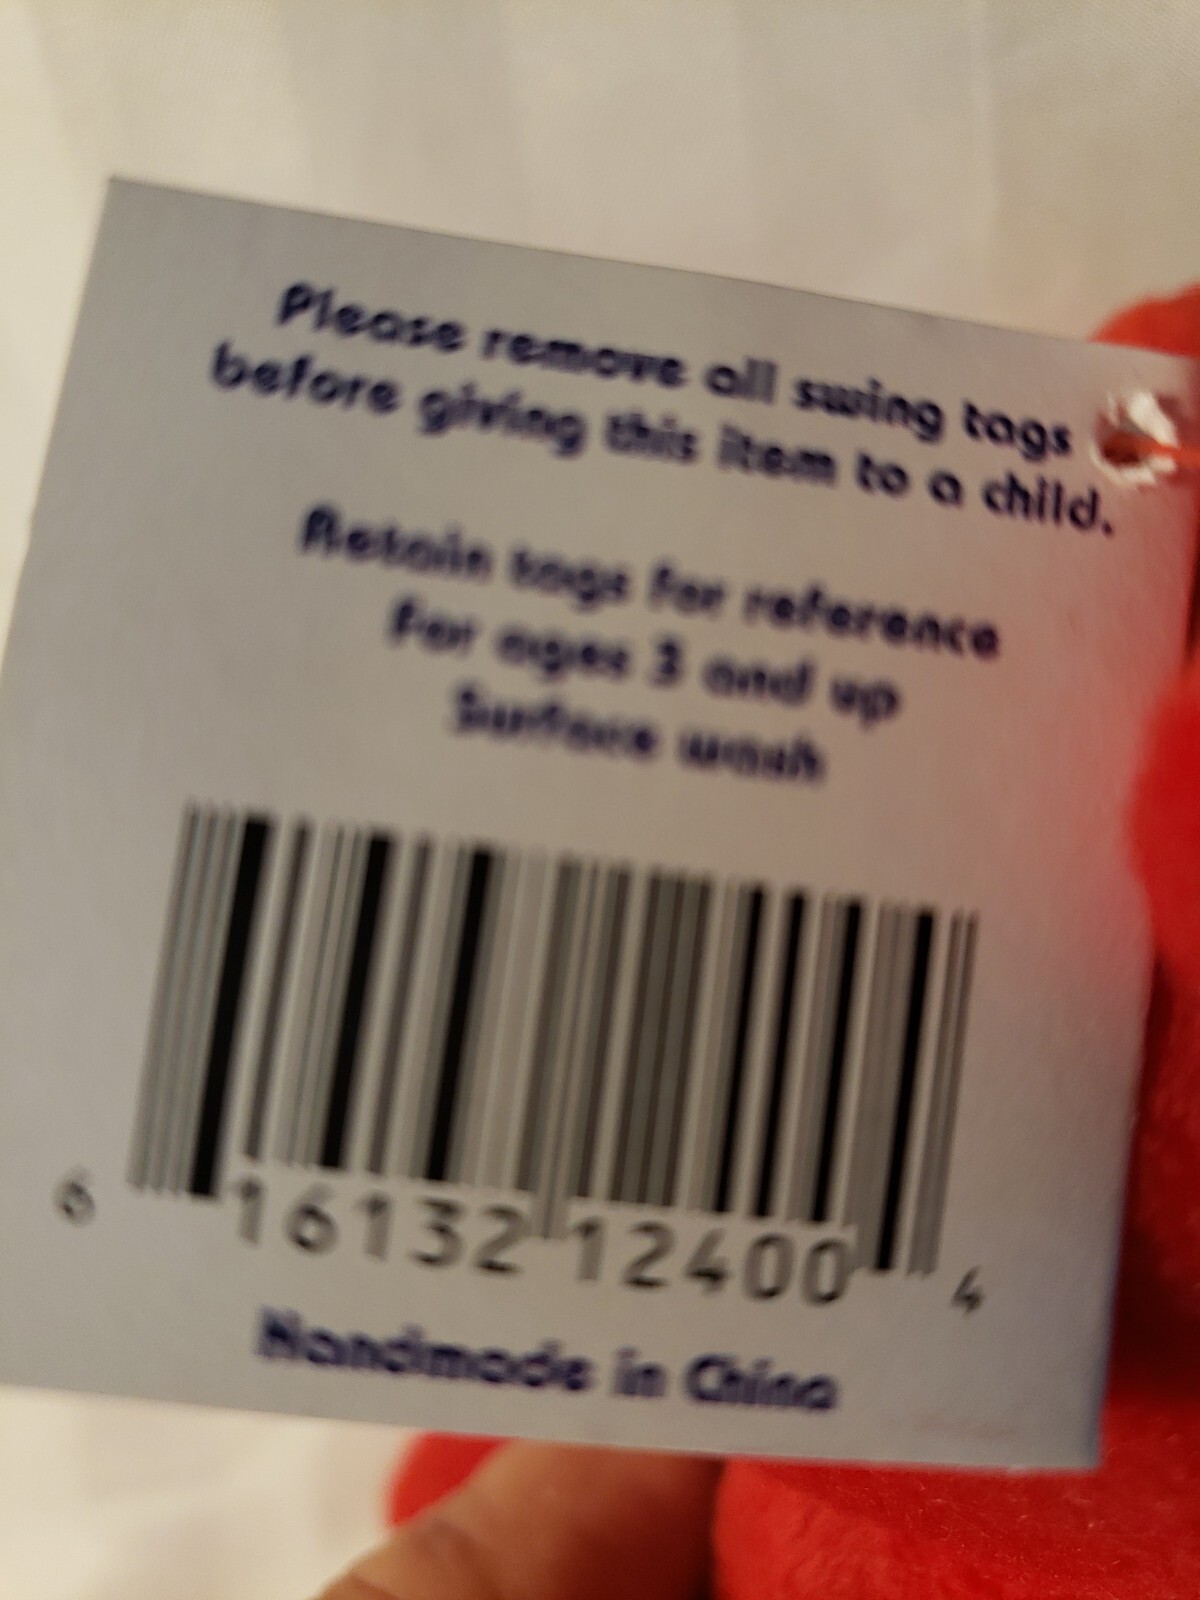 Please remove all swing tags
before giving this item to a child.
Retain tags for reference
For ages 3 and up
Surface wash
6 16132 12400 4
Handmade in China